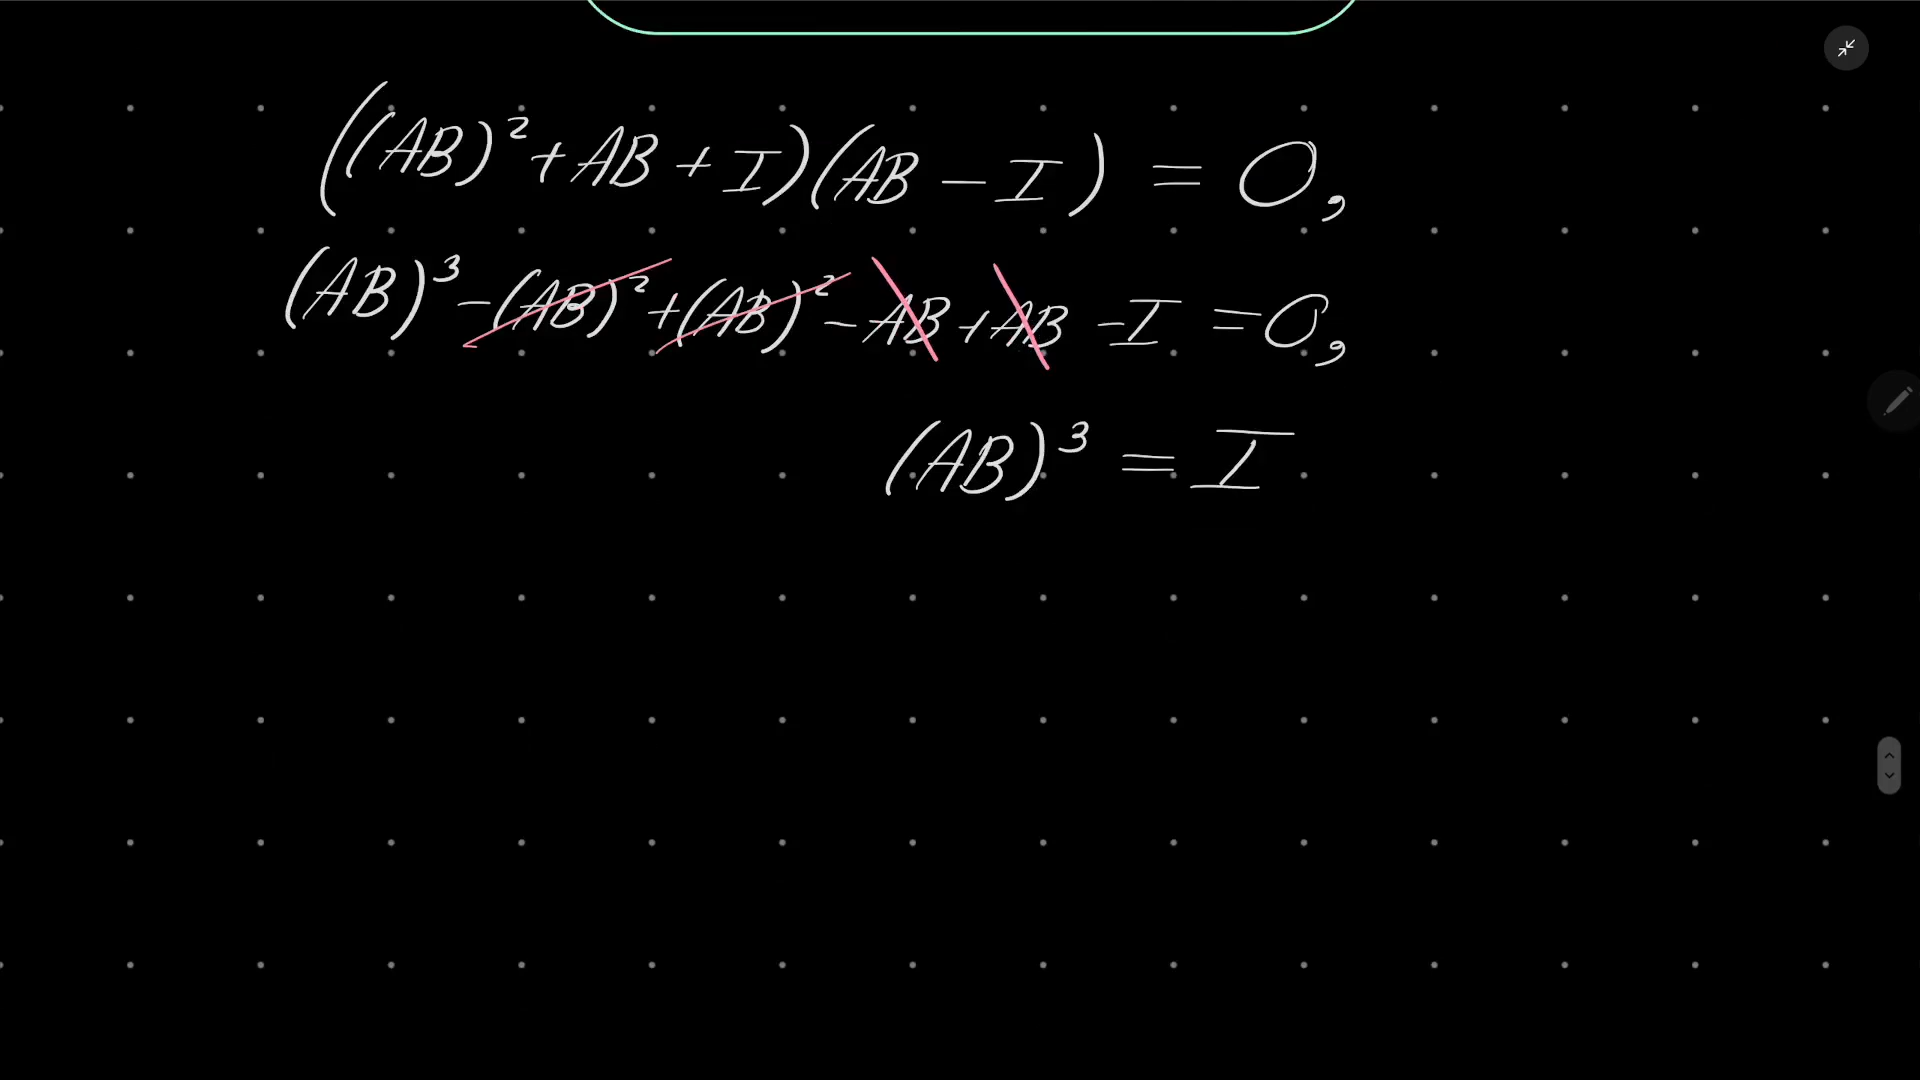 ((AB)² + AB + I)(AB − I) = O,
(AB)³ − (AB)² + (AB)² − AB + AB − I = O,
(AB)³ = I